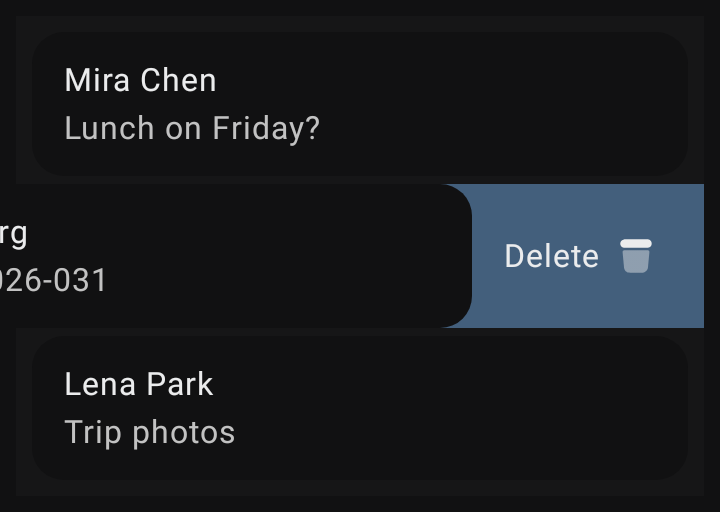 Mira Chen
Lunch on Friday?
rg
026-031
Delete
Lena Park
Trip photos